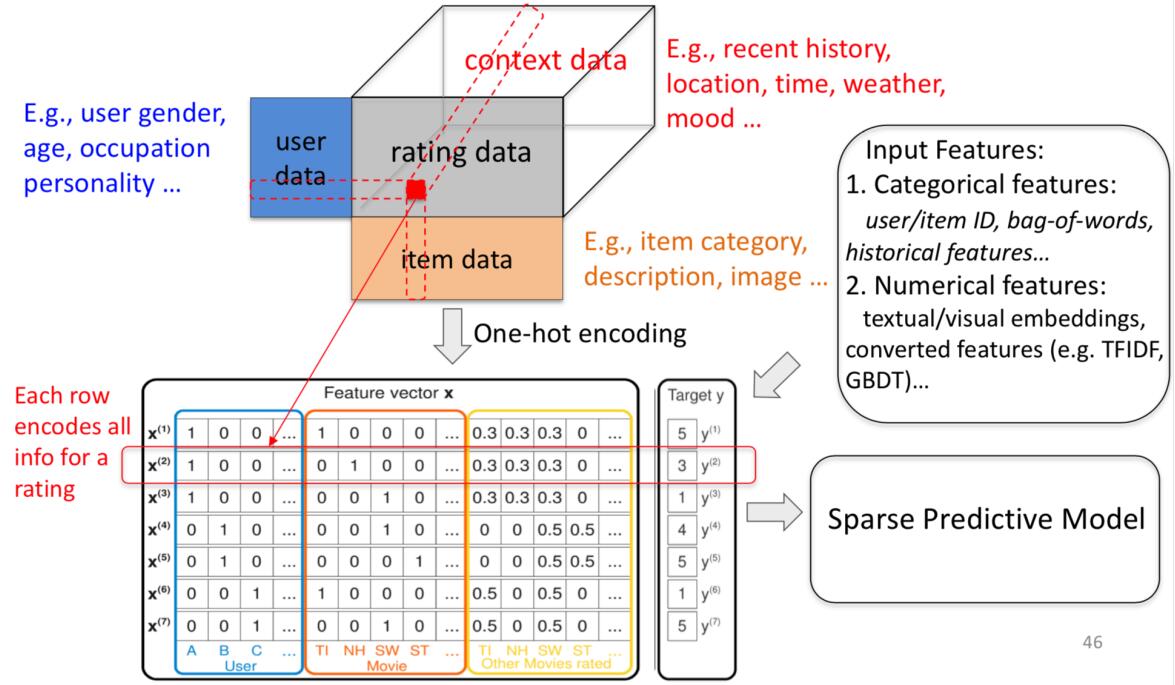 context data
E.g., recent history,
location, time, weather,
mood ...
E.g., user gender,
age, occupation
personality ...
user
data
rating data
item data
E.g., item category,
description, image ...
Input Features:
1. Categorical features:
user/item ID, bag-of-words,
historical features...
2. Numerical features:
textual/visual embeddings,
converted features (e.g. TFIDF,
GBDT)...
One-hot encoding
Each row
encodes all
info for a
rating
Feature vector x
Target y
x(1) 1 0 0 ... 1 0 0 0 ... 0.3 0.3 0.3 0 ... 5 y(1)
x(2) 1 0 0 ... 0 1 0 0 ... 0.3 0.3 0.3 0 ... 3 y(2)
x(3) 1 0 0 ... 0 0 1 0 ... 0.3 0.3 0.3 0 ... 1 y(3)
x(4) 0 1 0 ... 0 0 1 0 ... 0 0 0.5 0.5 ... 4 y(4)
x(5) 0 1 0 ... 0 0 0 1 ... 0 0 0.5 0.5 ... 5 y(5)
x(6) 0 0 1 ... 1 0 0 0 ... 0.5 0 0.5 0 ... 1 y(6)
x(7) 0 0 1 ... 0 0 1 0 ... 0.5 0 0.5 0 ... 5 y(7)
A B C ... TI NH SW ST ... TI NH SW ST ...
User Movie Other Movies rated
Sparse Predictive Model
46